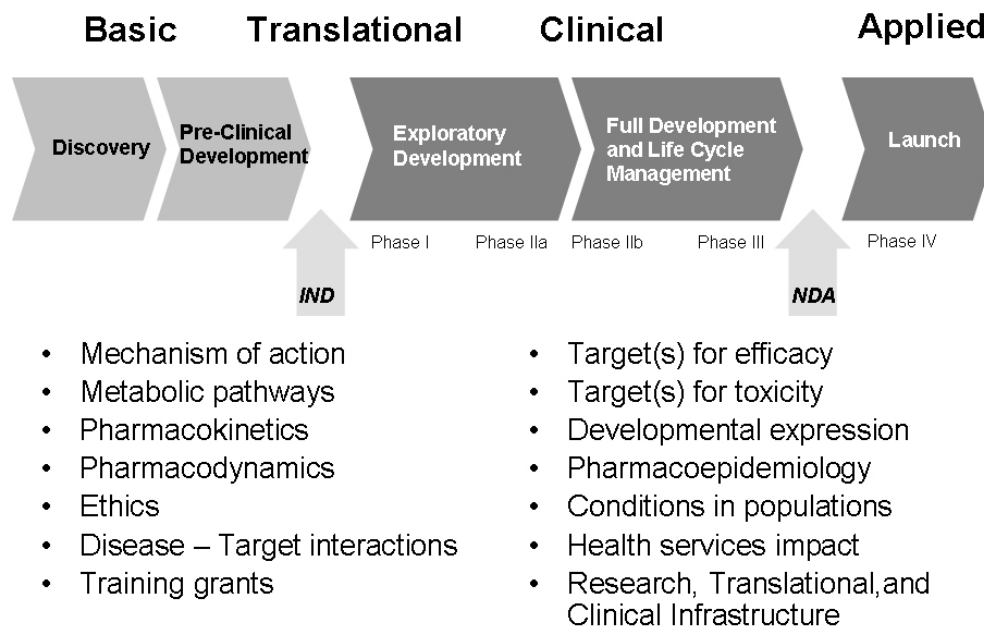 Basic Translational Clinical Applied
Discovery
Pre-Clinical
Development
Exploratory
Development
Full Development
and Life Cycle
Management
Launch
Phase I Phase IIa Phase IIb Phase III Phase IV
IND
NDA
• Mechanism of action
• Metabolic pathways
• Pharmacokinetics
• Pharmacodynamics
• Ethics
• Disease – Target interactions
• Training grants
• Target(s) for efficacy
• Target(s) for toxicity
• Developmental expression
• Pharmacoepidemiology
• Conditions in populations
• Health services impact
• Research, Translational,and
Clinical Infrastructure